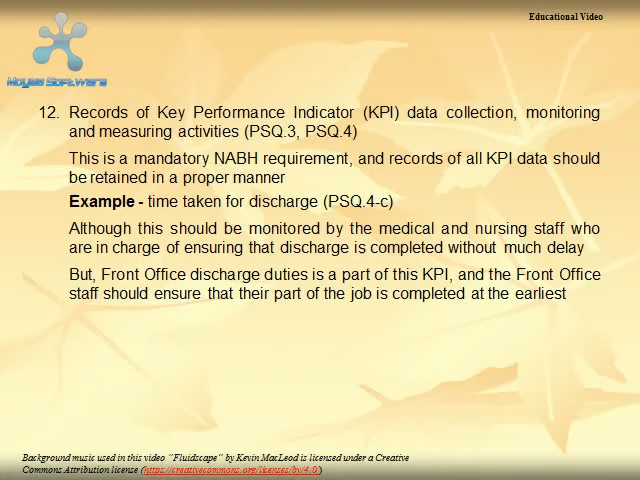 Educational Video
Moyea Software
12. Records of Key Performance Indicator (KPI) data collection, monitoring
and measuring activities (PSQ.3, PSQ.4)
This is a mandatory NABH requirement, and records of all KPI data should
be retained in a proper manner
Example - time taken for discharge (PSQ.4-c)
Although this should be monitored by the medical and nursing staff who
are in charge of ensuring that discharge is completed without much delay
But, Front Office discharge duties is a part of this KPI, and the Front Office
staff should ensure that their part of the job is completed at the earliest
Background music used in this video "Fluidscape" by Kevin MacLeod is licensed under a Creative
Commons Attribution license (https://creativecommons.org/licenses/by/4.0/)